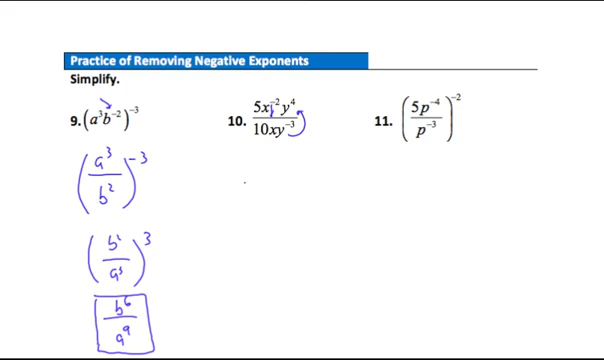 Practice of Removing Negative Exponents
Simplify.
9. (a³b⁻²)⁻³
10. 5x⁻²y⁴ / 10xy⁻³
11. (5p⁻⁴ / p⁻³)⁻²
(a³ / b²)⁻³
(b² / a³)³
b⁶ / a⁹